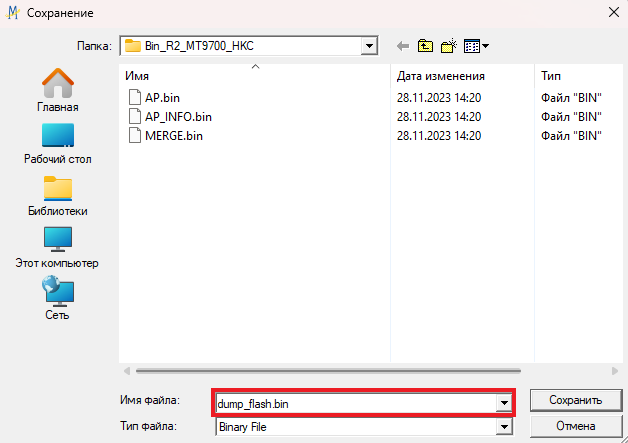 Сохранение
Папка: Bin_R2_MT9700_HKC
Имя Дата изменения Тип
AP.bin 28.11.2023 14:20 Файл "BIN"
AP_INFO.bin 28.11.2023 14:20 Файл "BIN"
MERGE.bin 28.11.2023 14:20 Файл "BIN"
Главная
Рабочий стол
Библиотеки
Этот компьютер
Сеть
Имя файла: dump_flash.bin Сохранить
Тип файла: Binary File Отмена